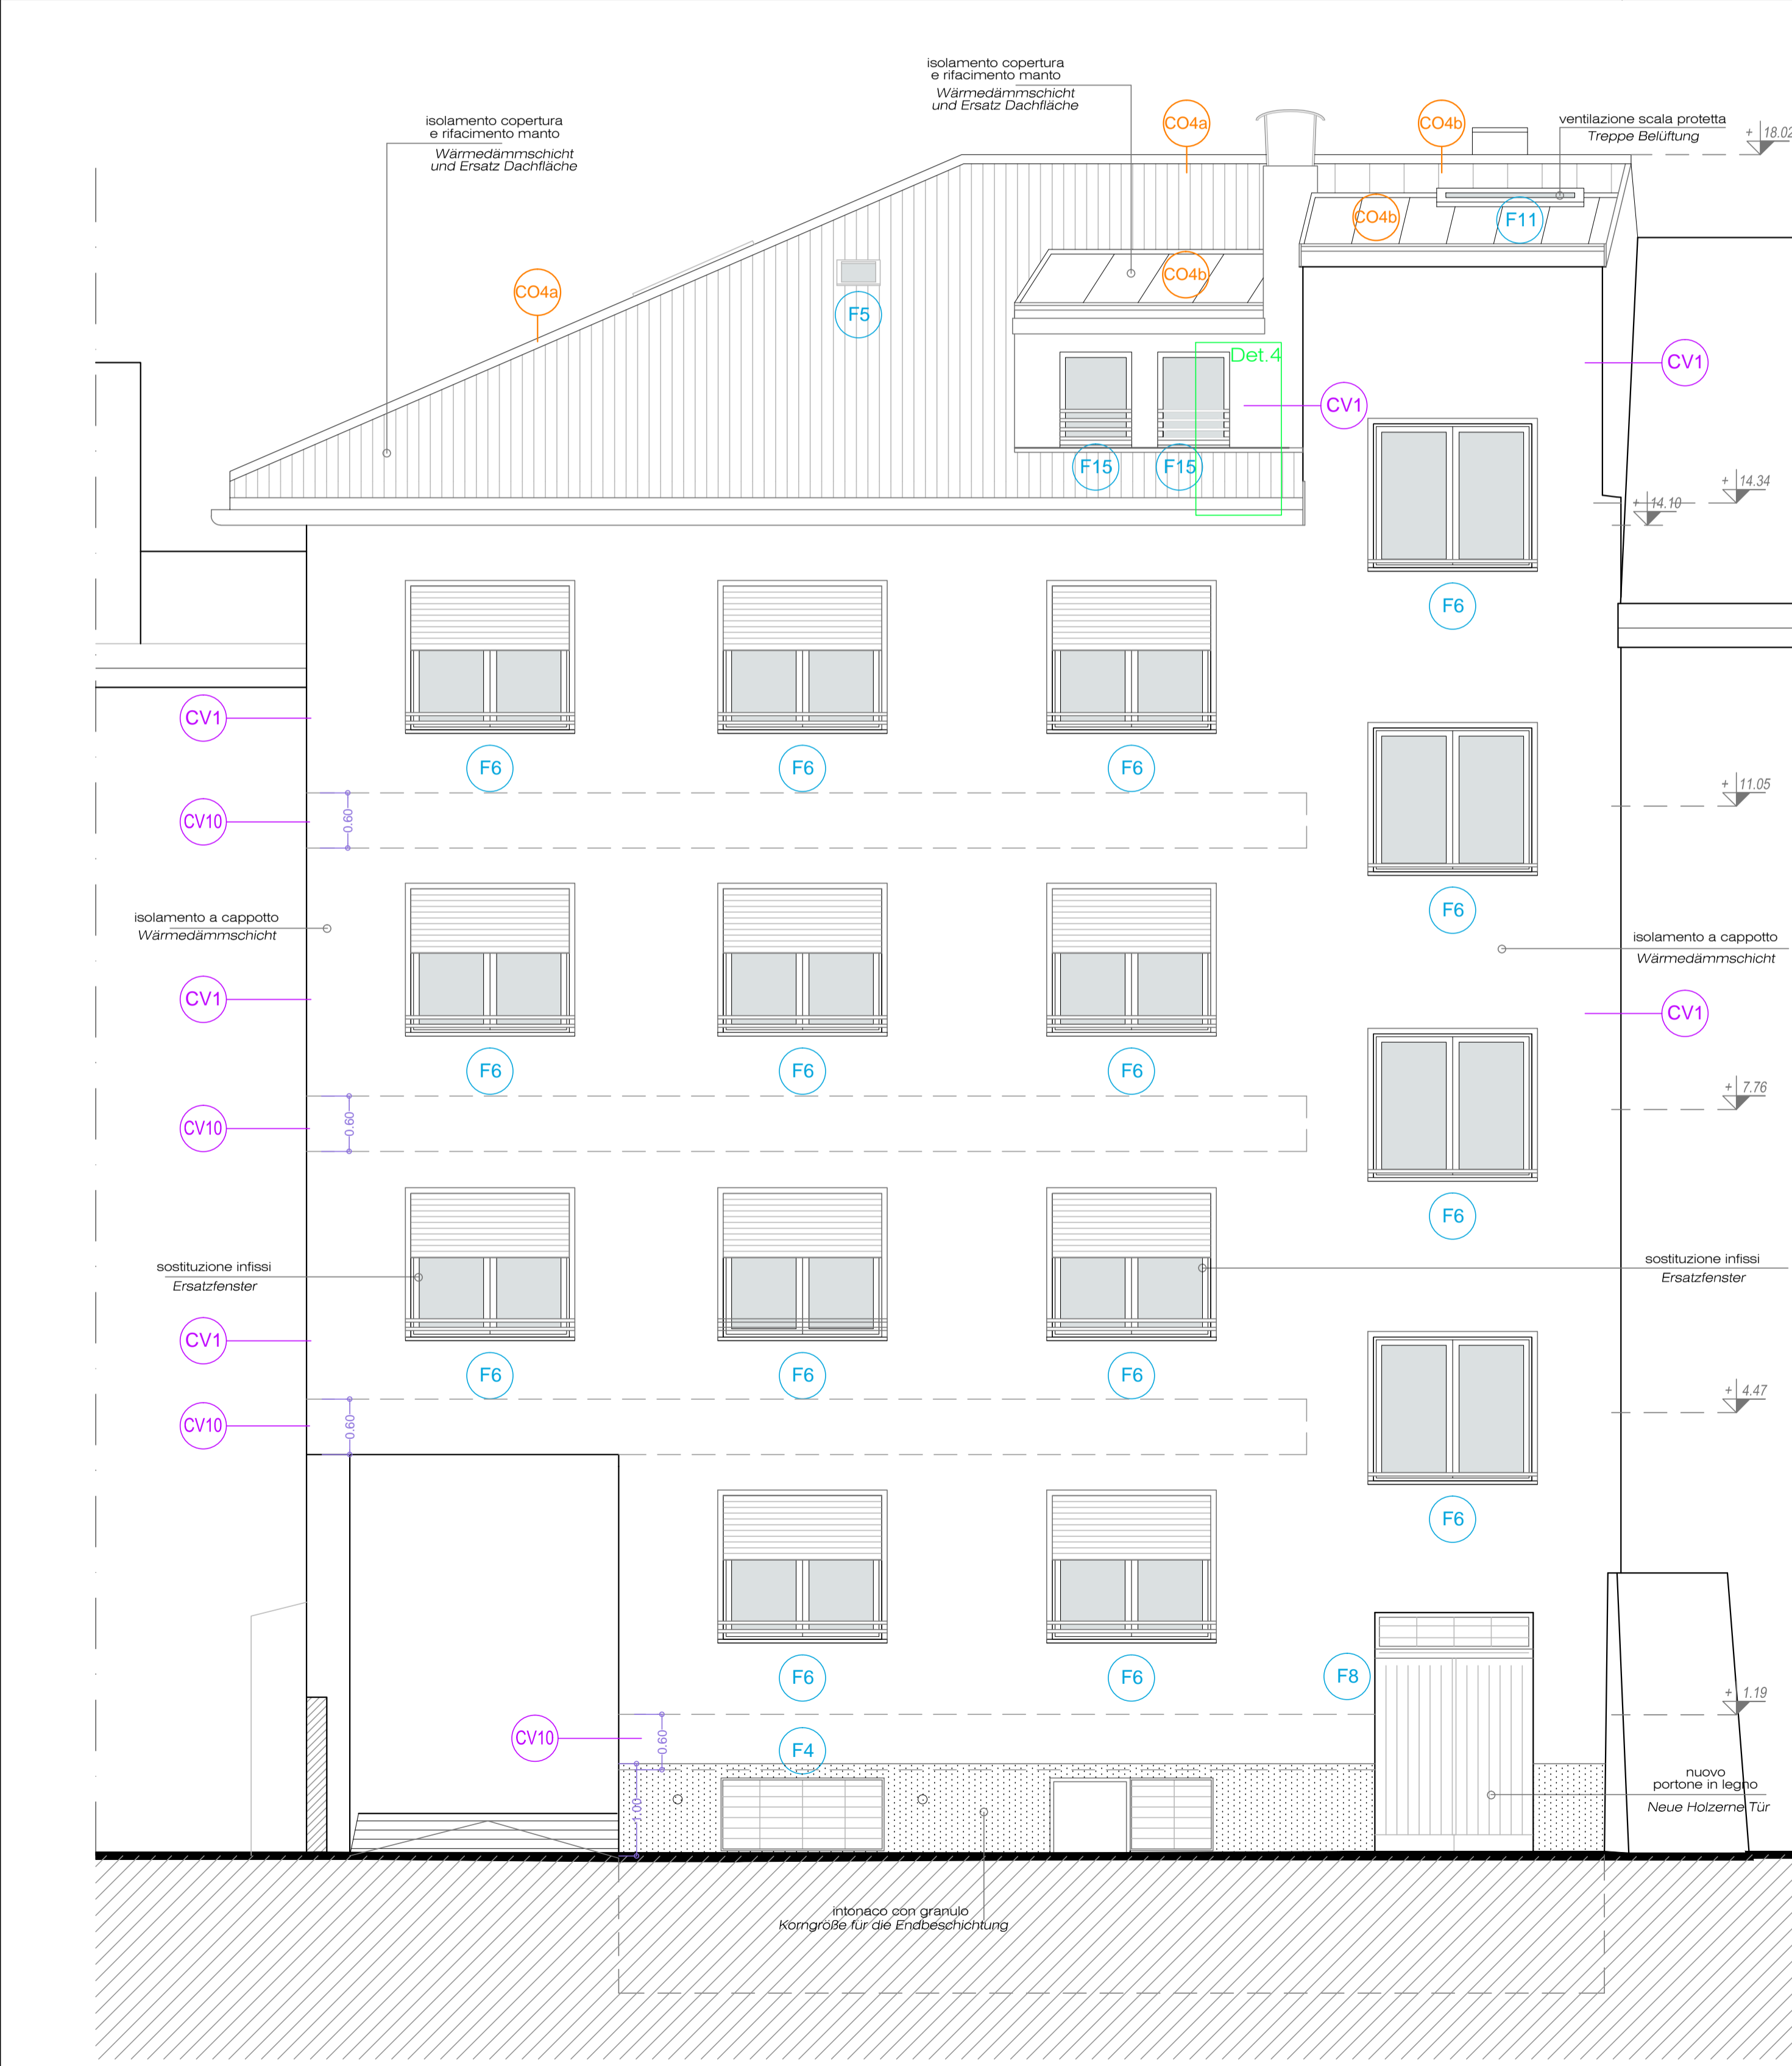 isolamento copertura
e rifacimento manto
Wärmedämmschicht
und Ersatz Dachfläche
isolamento copertura
e rifacimento manto
Wärmedämmschicht
und Ersatz Dachfläche
CO4a
CO4b
ventilazione scala protetta
Treppe Belüftung
+ 18.02
CO4b
F11
CO4b
CO4a
F5
Det.4
CV1
CV1
F15
F15
+ 14.34
+ 14.10
F6
CV1
F6
F6
F6
+ 11.05
CV10
0.60
F6
isolamento a cappotto
Wärmedämmschicht
isolamento a cappotto
Wärmedämmschicht
CV1
CV1
F6
F6
F6
+ 7.76
CV10
0.60
F6
sostituzione infissi
Ersatzfenster
sostituzione infissi
Ersatzfenster
CV1
F6
F6
F6
+ 4.47
CV10
0.60
F6
F6
F6
F8
+ 1.19
CV10
0.60
F4
1.00
nuovo
portone in legno
Neue Holzerne Tür
intonaco con granulo
Korngröße für die Endbeschichtung